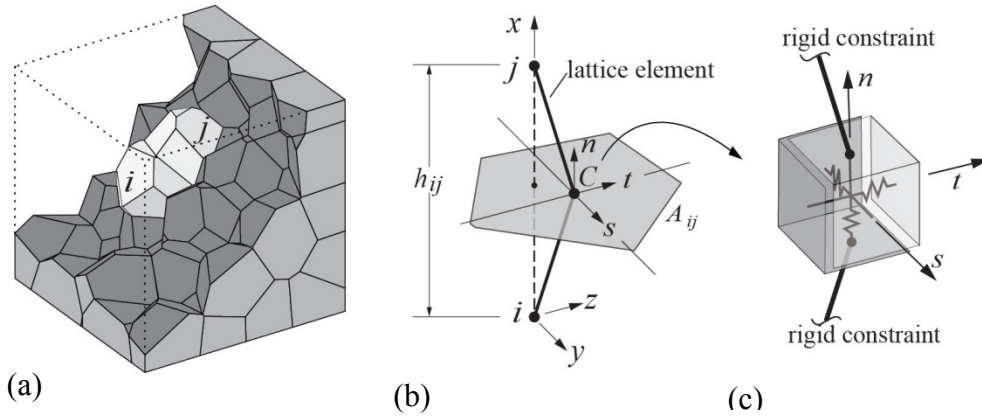 j
i
(a)
x
j
lattice element
n
h_ij
C
t
s
A_ij
i
z
y
(b)
rigid constraint
n
t
s
rigid constraint
(c)